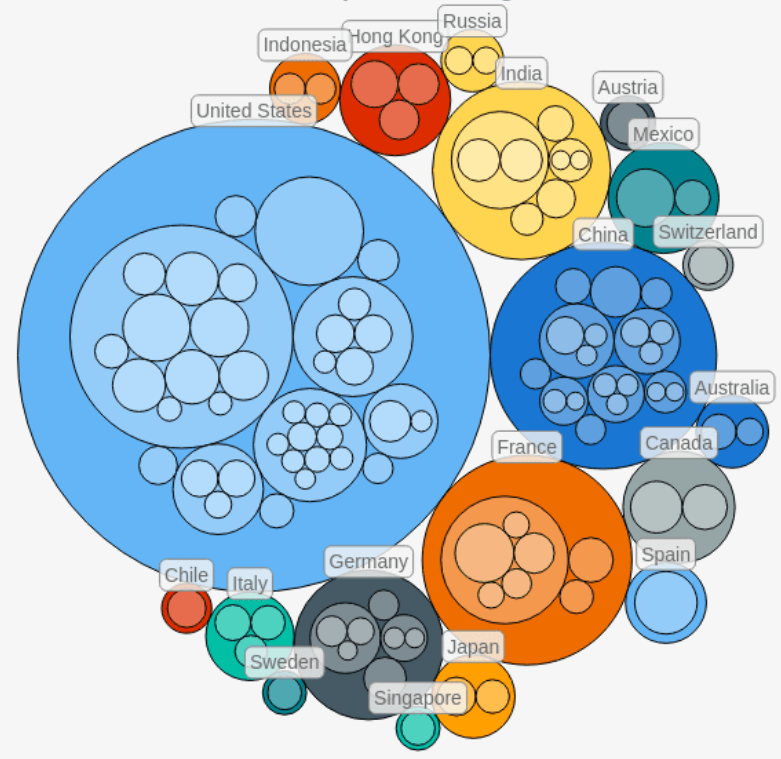 Russia
Hong Kong
Indonesia
India
Austria
United States
Mexico
Switzerland
China
Australia
Canada
France
Spain
Germany
Chile
Italy
Japan
Sweden
Singapore